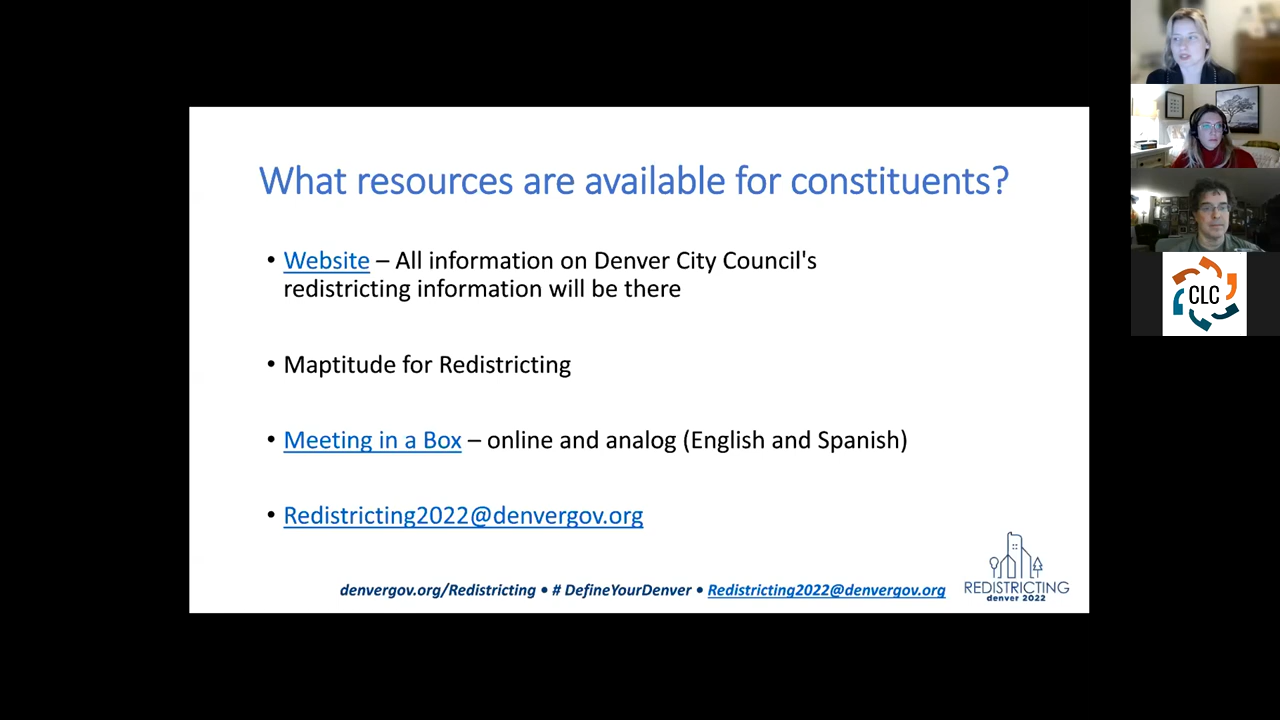 What resources are available for constituents?
• Website – All information on Denver City Council's
redistricting information will be there
• Maptitude for Redistricting
• Meeting in a Box – online and analog (English and Spanish)
• Redistricting2022@denvergov.org
denvergov.org/Redistricting • # DefineYourDenver • Redistricting2022@denvergov.org
REDISTRICTING
denver 2022
CLC